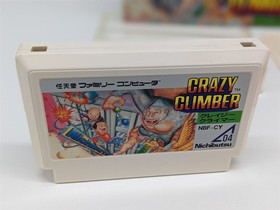 任天堂 ファミリー コンピュータ
CRAZY
CLIMBER
TM
クレイジー
クライマー
NBF-CY
04
Nichibutsu